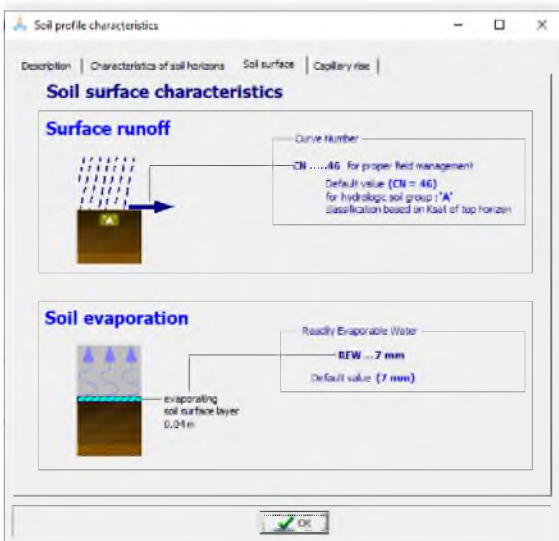 Soil profile characteristics
Description
Characteristics of soil horizons
Soil surface
Capillary rise
Soil surface characteristics
Surface runoff
Curve Number
CN .....46 for proper field management
Default value (CN = 46)
for hydrologic soil group : 'A'
classification based on Ksat of top horizon
'A'
Soil evaporation
Readily Evaporable Water
REW ...7 mm
Default value (7 mm)
evaporating
soil surface layer
0.04 m
OK